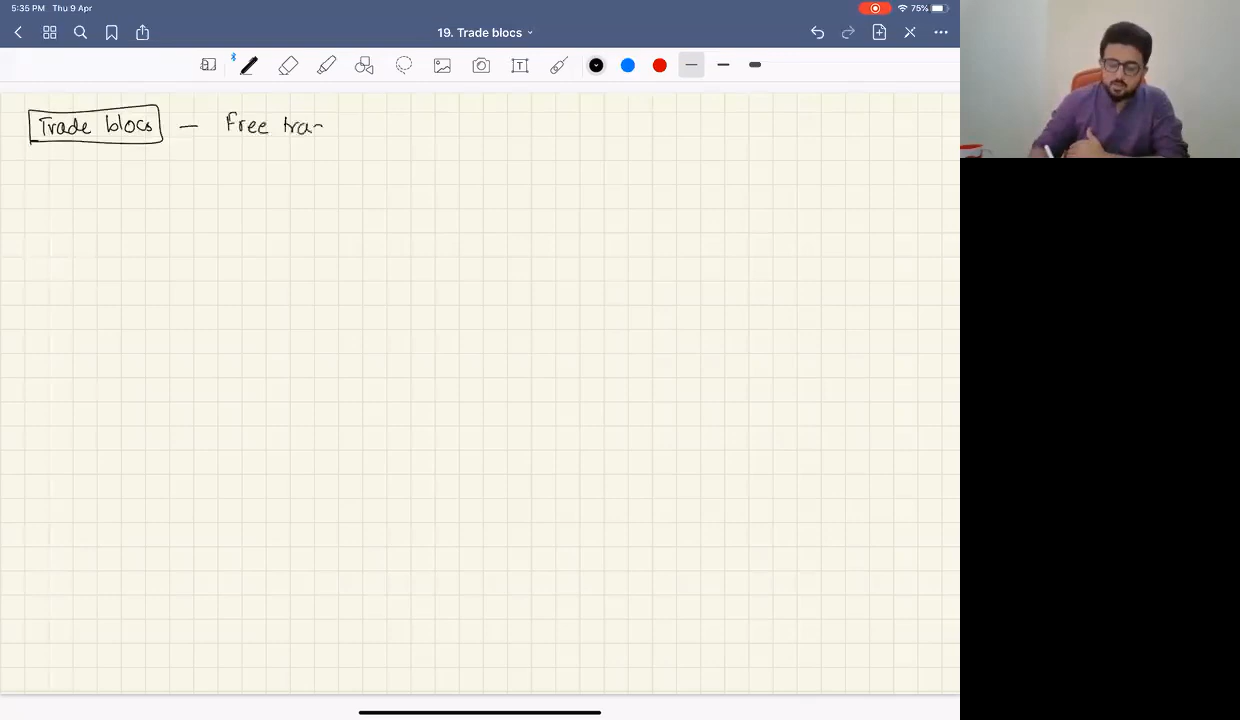 5:35 PM Thu 9 Apr
75%
19. Trade blocs
Trade blocs — Free tra